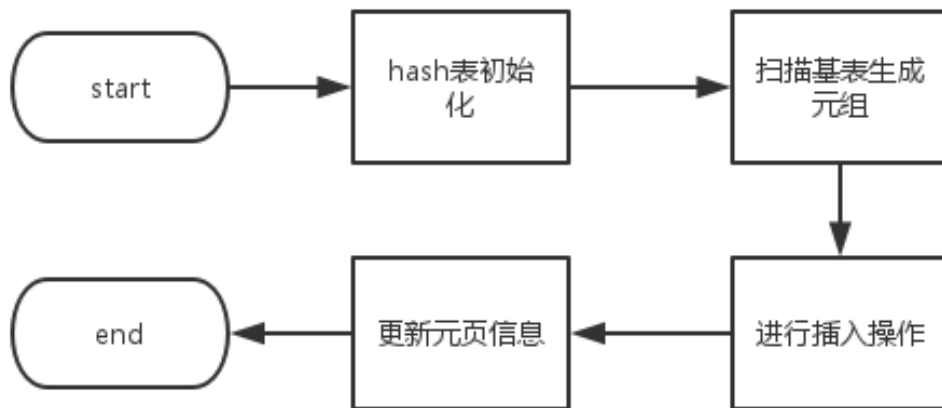 start
hash表初始
化
扫描基表生成
元组
进行插入操作
更新元页信息
end